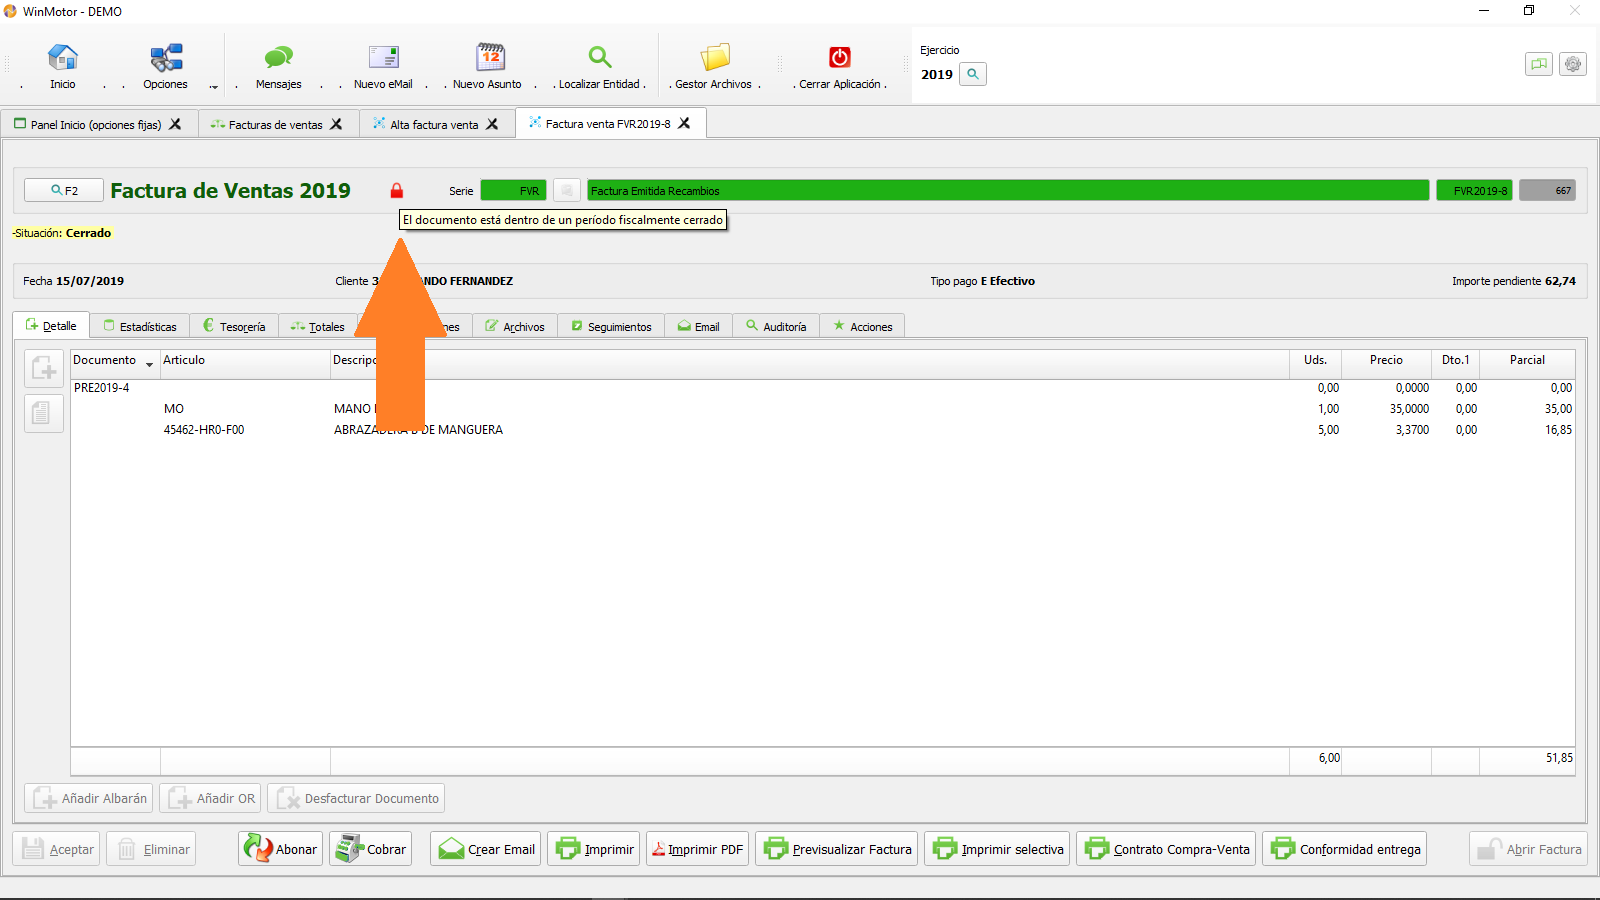 WinMotor - DEMO
Inicio
Opciones
Mensajes
Nuevo eMail
12
Nuevo Asunto
Localizar Entidad
Gestor Archivos
Cerrar Aplicación
Ejercicio
2019
Panel Inicio (opciones fijas)
Facturas de ventas
Alta factura venta
Factura venta FVR2019-8
F2
Factura de Ventas 2019
Serie
FVR
Factura Emitida Recambios
FVR2019-8
667
El documento está dentro de un período fiscalmente cerrado
-Situación: Cerrado
Fecha 15/07/2019
Cliente 3 ANDO FERNANDEZ
Tipo pago E Efectivo
Importe pendiente 62,74
Detalle
Estadísticas
Tesorería
Totales
nes
Archivos
Seguimientos
Email
Auditoría
Acciones
Documento Articulo Descripc Uds. Precio Dto.1 Parcial
PRE2019-4 0,00 0,0000 0,00 0,00
MO MANO 1,00 35,0000 0,00 35,00
45462-HR0-F00 ABRAZADERA B DE MANGUERA 5,00 3,3700 0,00 16,85
6,00 51,85
Añadir Albarán
Añadir OR
Desfacturar Documento
Aceptar
Eliminar
Abonar
Cobrar
Crear Email
Imprimir
Imprimir PDF
Previsualizar Factura
Imprimir selectiva
Contrato Compra-Venta
Conformidad entrega
Abrir Factura